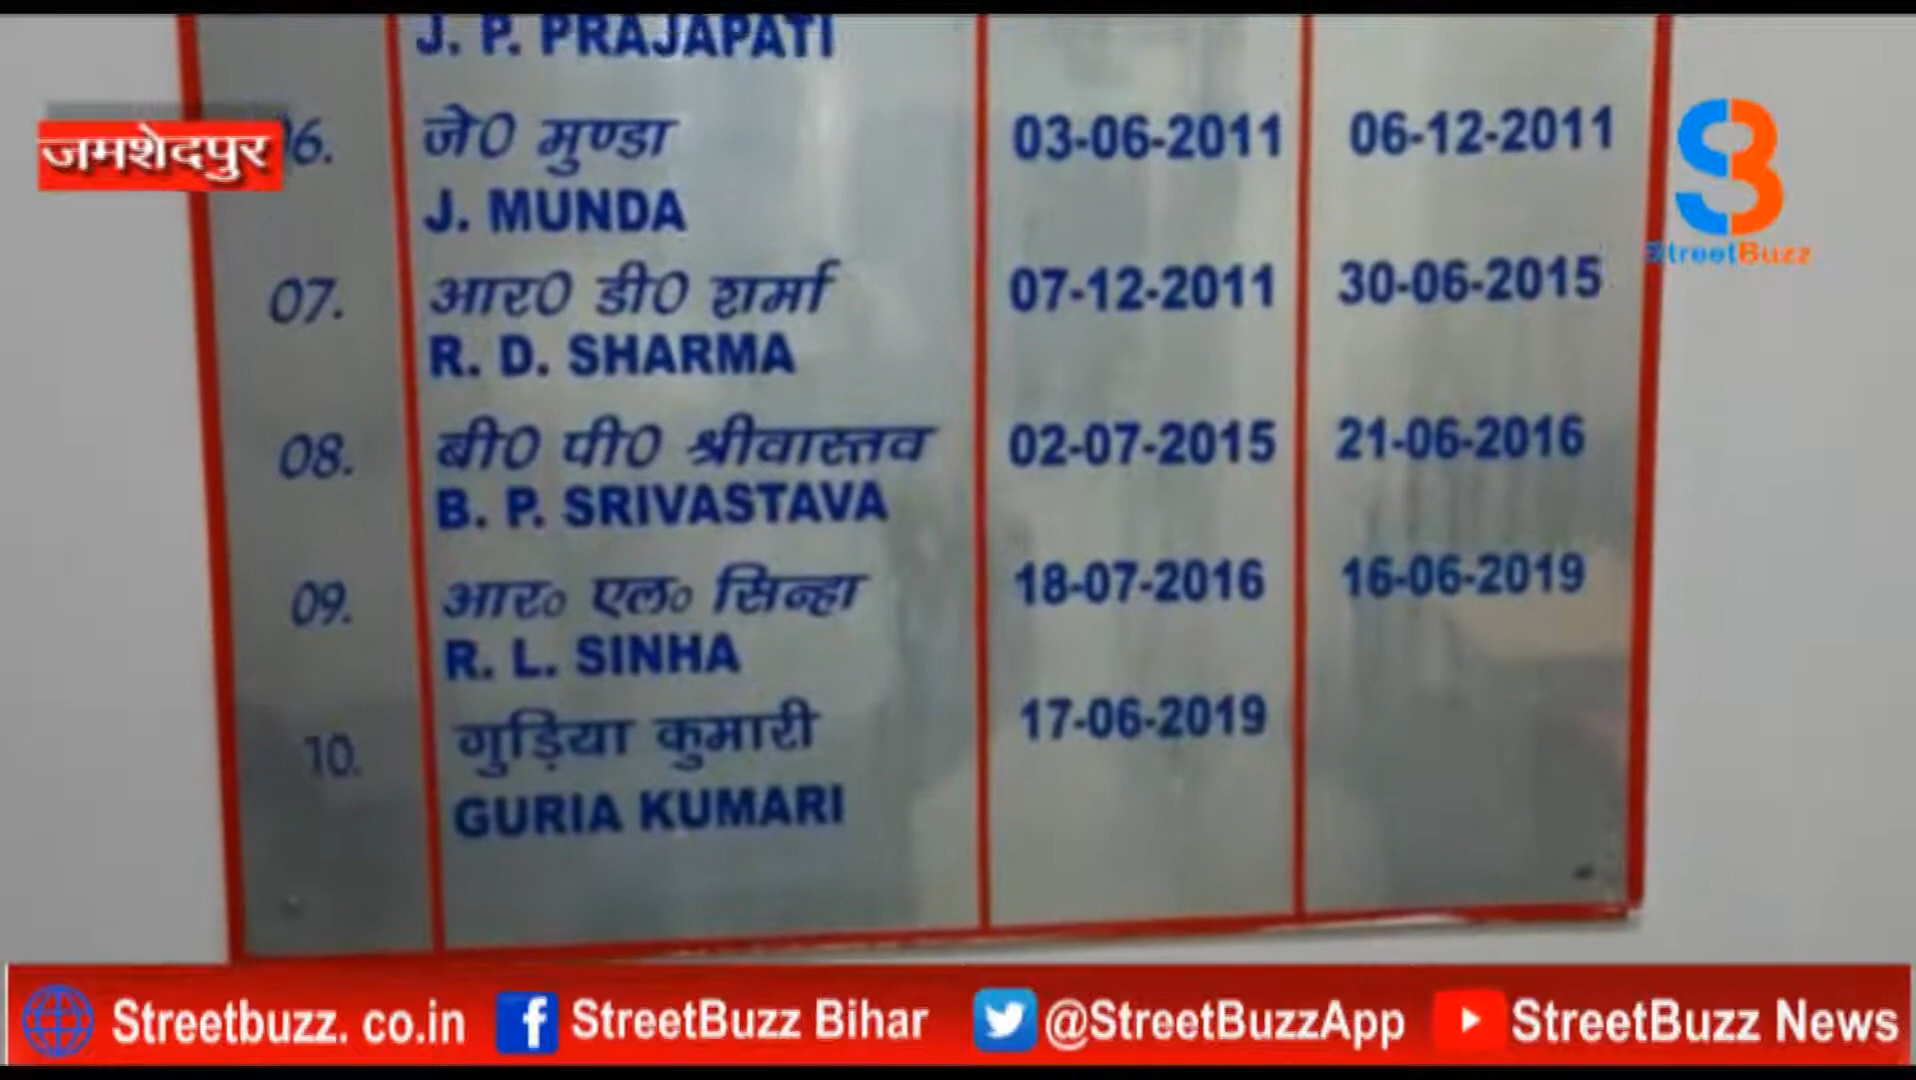 J. P. PRAJAPATI
जमशेदपुर
06. जे0 मुण्डा 03-06-2011 06-12-2011
J. MUNDA
StreetBuzz
07. आर0 डी0 शर्मा 07-12-2011 30-06-2015
R. D. SHARMA
08. बी0 पी0 श्रीवास्तव 02-07-2015 21-06-2016
B. P. SRIVASTAVA
09. आर० एल० सिन्हा 18-07-2016 16-06-2019
R. L. SINHA
10. गुड़िया कुमारी 17-06-2019
GURIA KUMARI
Streetbuzz. co.in StreetBuzz Bihar @StreetBuzzApp StreetBuzz News